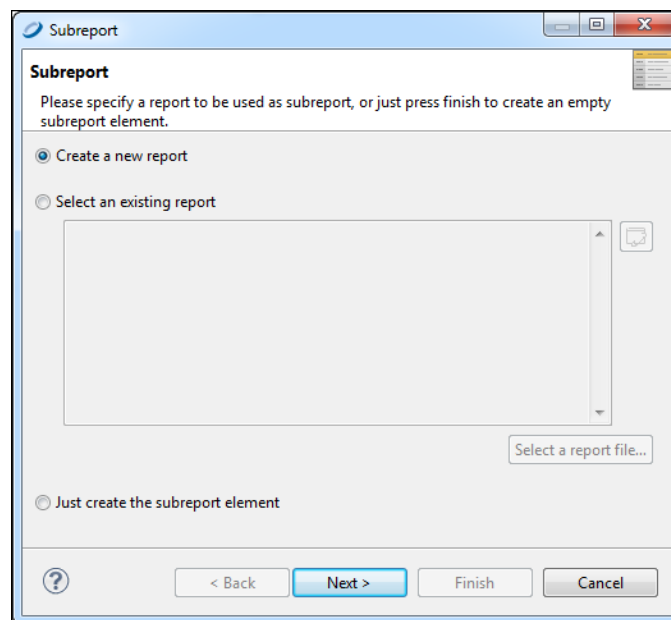 Subreport
Subreport
Please specify a report to be used as subreport, or just press finish to create an empty
subreport element.
Create a new report
Select an existing report
Select a report file...
Just create the subreport element
? < Back Next > Finish Cancel